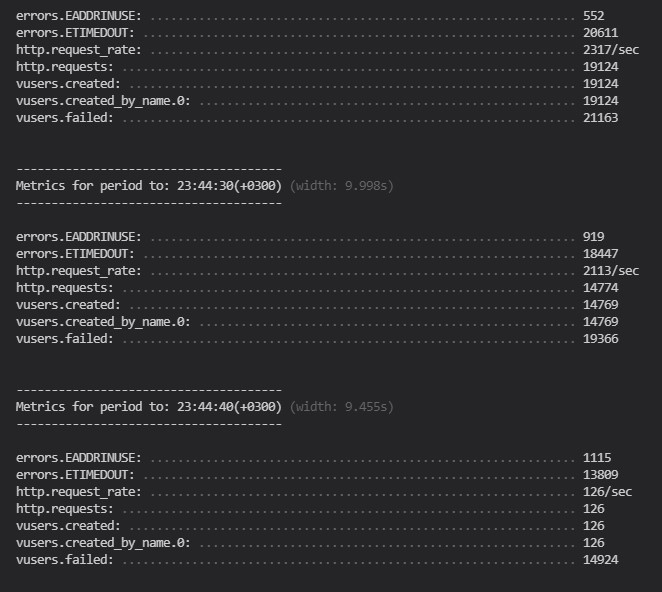 errors.EADDRINUSE: ............................................................. 552
errors.ETIMEDOUT: .............................................................. 20611
http.request_rate: ............................................................. 2317/sec
http.requests: ................................................................. 19124
vusers.created: ................................................................ 19124
vusers.created_by_name.0: ...................................................... 19124
vusers.failed: ................................................................. 21163
--------------------------------------
Metrics for period to: 23:44:30(+0300) (width: 9.998s)
--------------------------------------
errors.EADDRINUSE: ............................................................. 919
errors.ETIMEDOUT: .............................................................. 18447
http.request_rate: ............................................................. 2113/sec
http.requests: ................................................................. 14774
vusers.created: ................................................................ 14769
vusers.created_by_name.0: ...................................................... 14769
vusers.failed: ................................................................. 19366
--------------------------------------
Metrics for period to: 23:44:40(+0300) (width: 9.455s)
--------------------------------------
errors.EADDRINUSE: ............................................................. 1115
errors.ETIMEDOUT: .............................................................. 13809
http.request_rate: ............................................................. 126/sec
http.requests: ................................................................. 126
vusers.created: ................................................................ 126
vusers.created_by_name.0: ...................................................... 126
vusers.failed: ................................................................. 14924